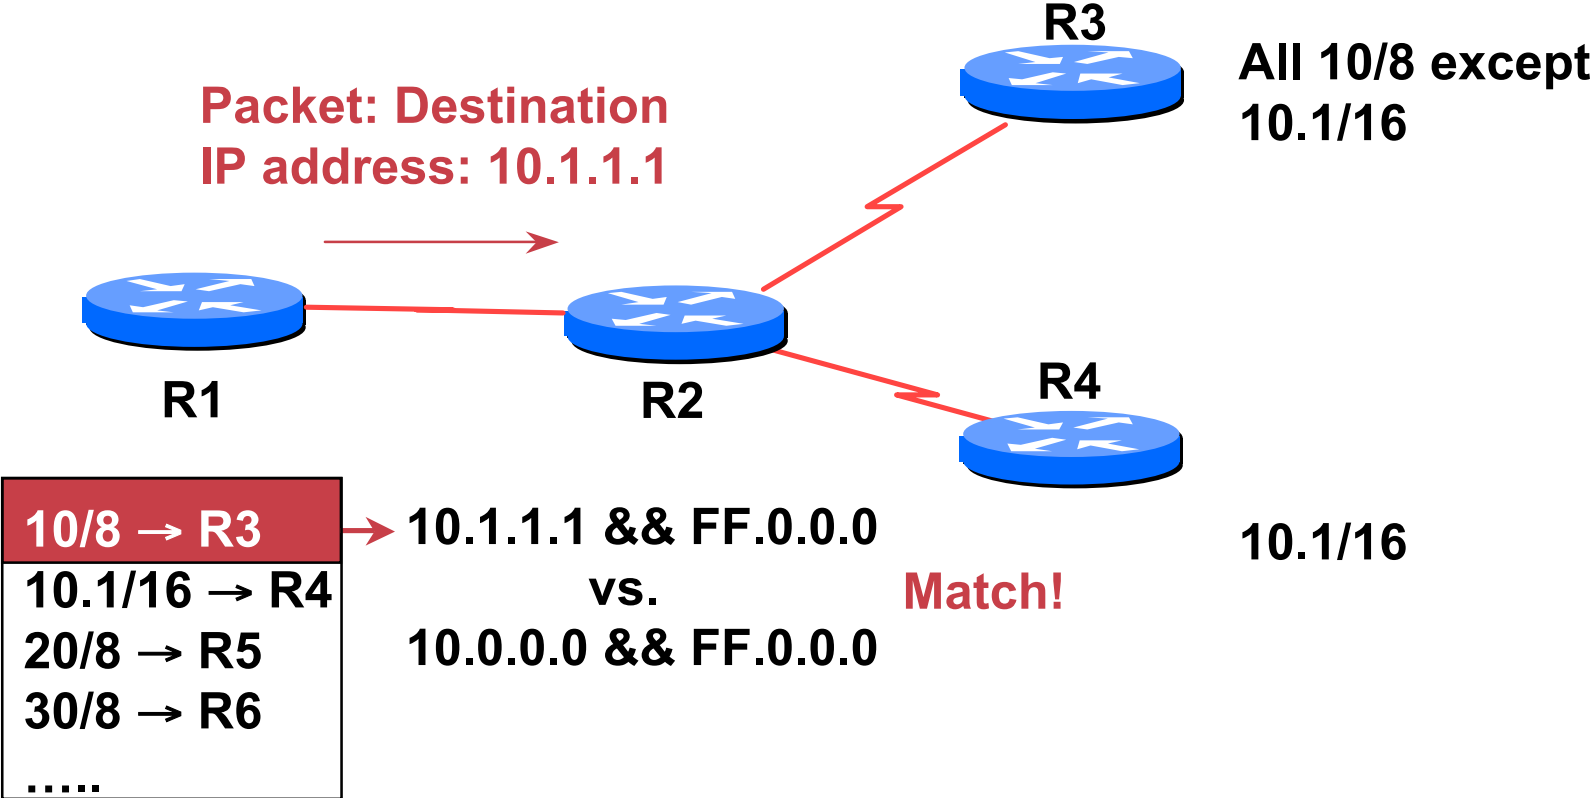 R3
All 10/8 except
10.1/16
Packet: Destination
IP address: 10.1.1.1
R1
R2
R4
10/8 → R3
10.1/16 → R4
20/8 → R5
30/8 → R6
.....
10.1.1.1 && FF.0.0.0
vs.
10.0.0.0 && FF.0.0.0
Match!
10.1/16